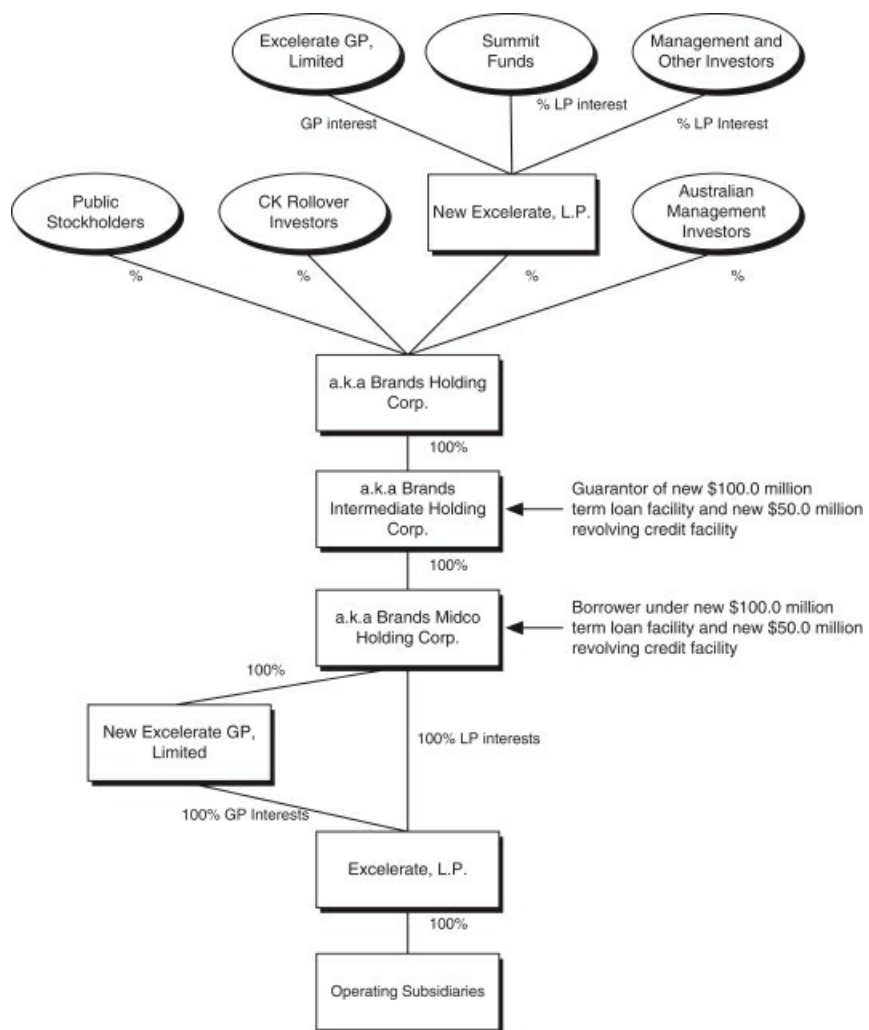 Excelerate GP,
Limited
Summit
Funds
Management and
Other Investors
GP interest
% LP interest
% LP Interest
Public
Stockholders
CK Rollover
Investors
New Excelerate, L.P.
Australian
Management
Investors
%
%
%
%
a.k.a Brands Holding
Corp.
100%
a.k.a Brands
Intermediate Holding
Corp.
Guarantor of new $100.0 million
term loan facility and new $50.0 million
revolving credit facility
100%
a.k.a Brands Midco
Holding Corp.
Borrower under new $100.0 million
term loan facility and new $50.0 million
revolving credit facility
100%
New Excelerate GP,
Limited
100% LP interests
100% GP Interests
Excelerate, L.P.
100%
Operating Subsidiaries